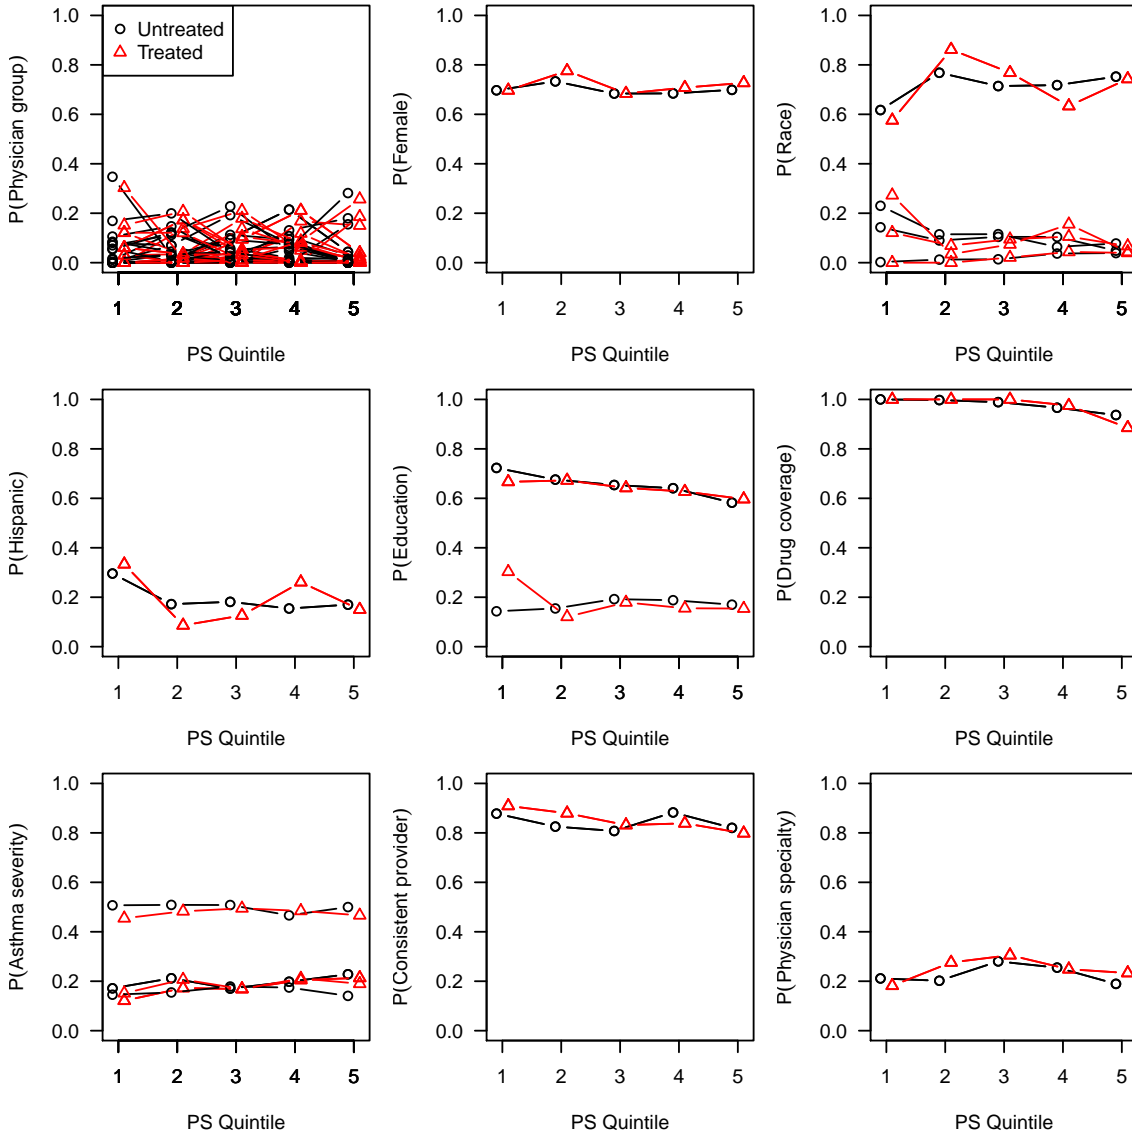 P(Physician group)
1.0
0.8
0.6
0.4
0.2
0.0
Untreated
Treated
1 2 3 4 5
PS Quintile
P(Female)
1.0
0.8
0.6
0.4
0.2
0.0
1 2 3 4 5
PS Quintile
P(Race)
1.0
0.8
0.6
0.4
0.2
0.0
1 2 3 4 5
PS Quintile
P(Hispanic)
1.0
0.8
0.6
0.4
0.2
0.0
1 2 3 4 5
PS Quintile
P(Education)
1.0
0.8
0.6
0.4
0.2
0.0
1 2 3 4 5
PS Quintile
P(Drug coverage)
1.0
0.8
0.6
0.4
0.2
0.0
1 2 3 4 5
PS Quintile
P(Asthma severity)
1.0
0.8
0.6
0.4
0.2
0.0
1 2 3 4 5
PS Quintile
P(Consistent provider)
1.0
0.8
0.6
0.4
0.2
0.0
1 2 3 4 5
PS Quintile
P(Physician specialty)
1.0
0.8
0.6
0.4
0.2
0.0
1 2 3 4 5
PS Quintile